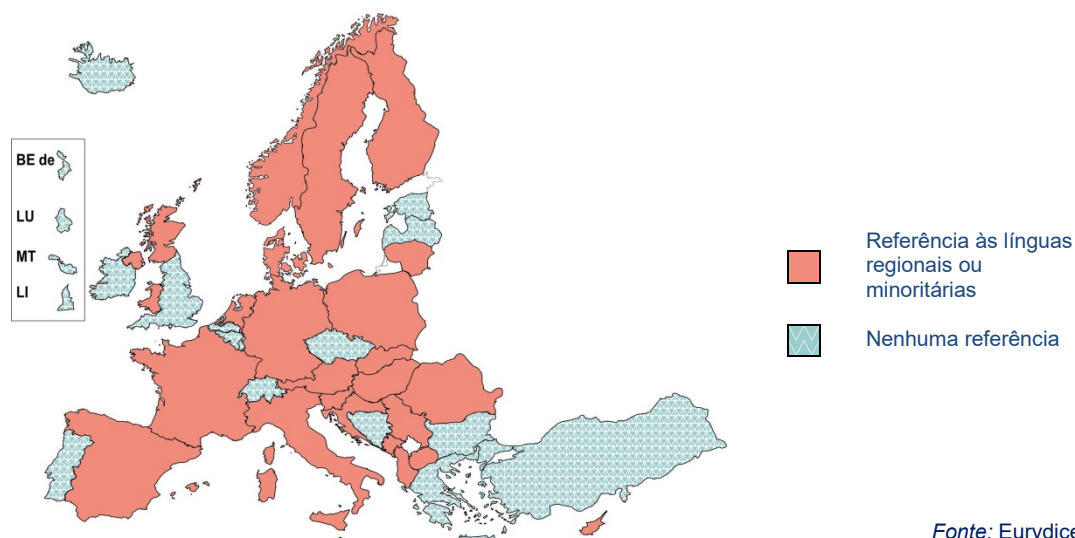 BE de
LU
MT
LI
Referência às línguas
regionais ou
minoritárias
Nenhuma referência
Fonte: Eurydice